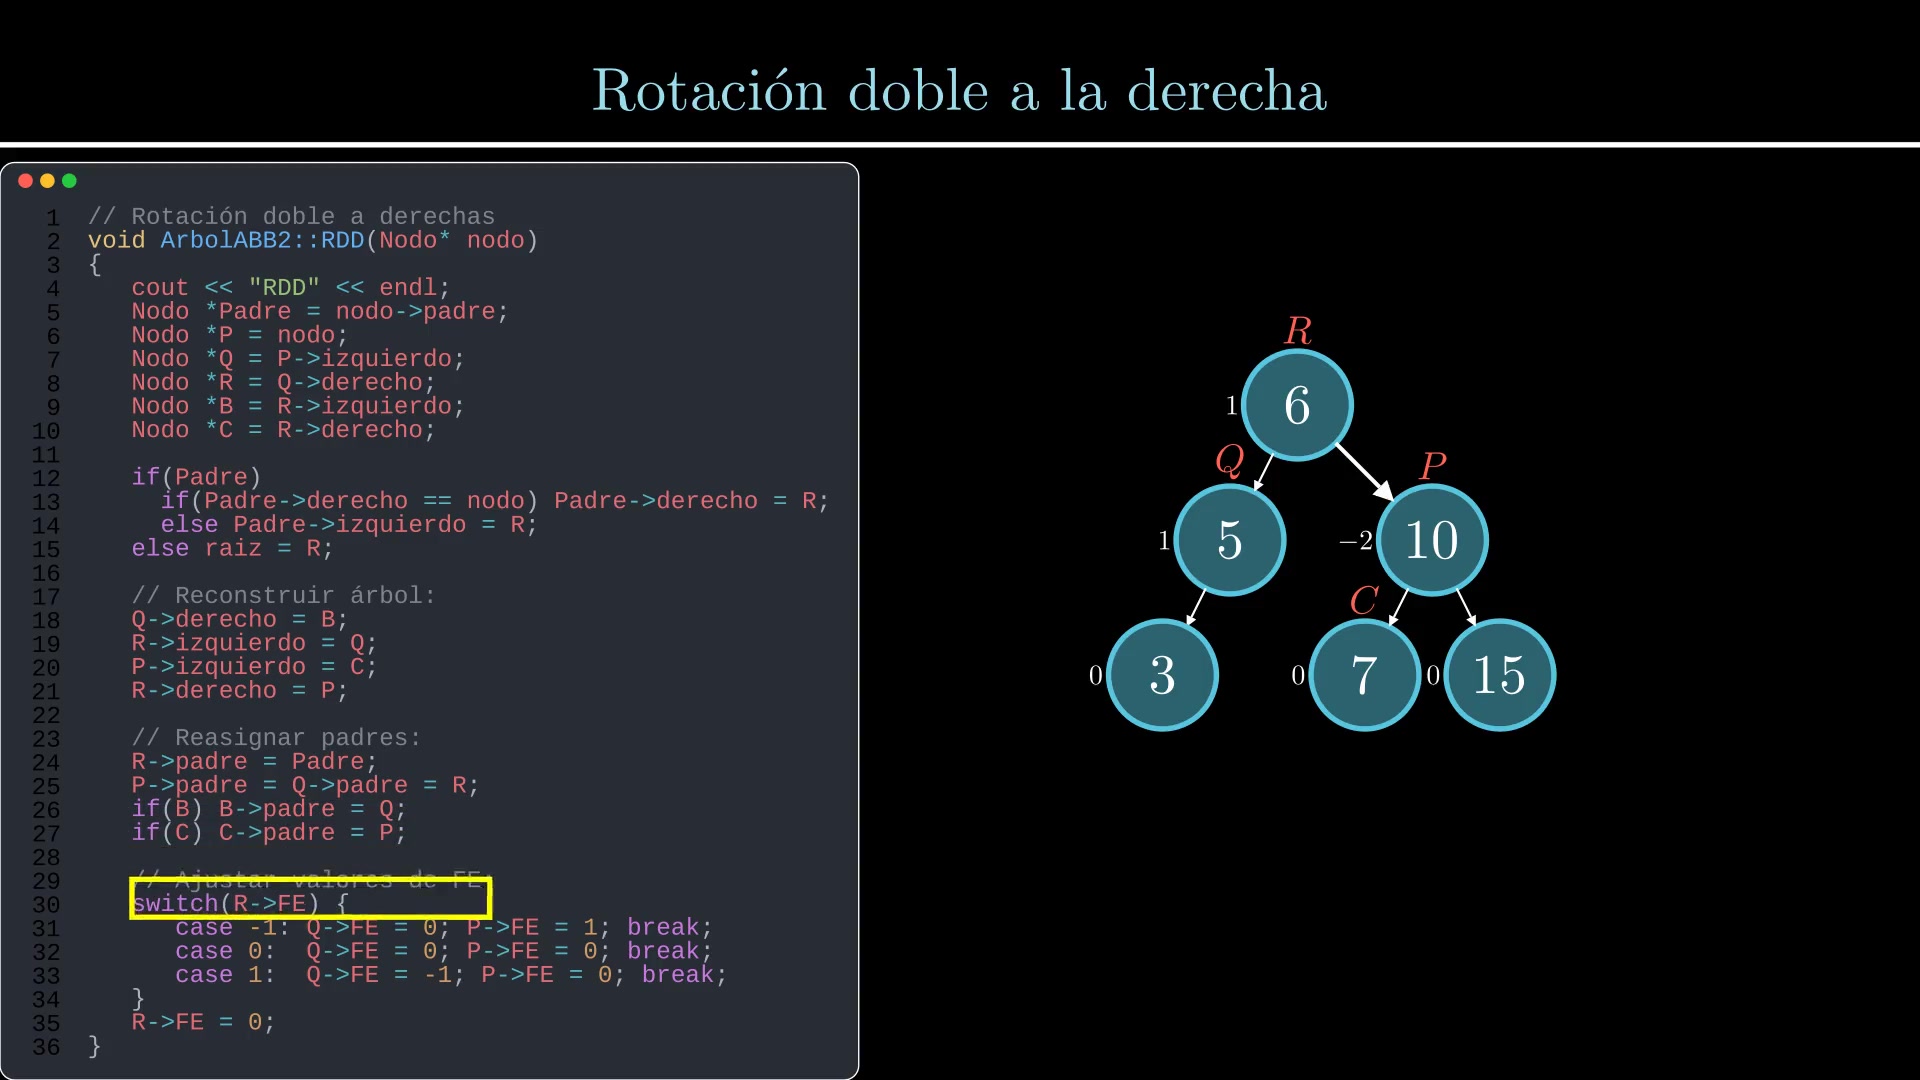 Rotación doble a la derecha
1 // Rotación doble a derechas
2 void ArbolABB2::RDD(Nodo* nodo)
3 {
4 cout << "RDD" << endl;
5 Nodo *Padre = nodo->padre;
6 Nodo *P = nodo;
7 Nodo *Q = P->izquierdo;
8 Nodo *R = Q->derecho;
9 Nodo *B = R->izquierdo;
10 Nodo *C = R->derecho;
11
12 if(Padre)
13 if(Padre->derecho == nodo) Padre->derecho = R;
14 else Padre->izquierdo = R;
15 else raiz = R;
16
17 // Reconstruir árbol:
18 Q->derecho = B;
19 R->izquierdo = Q;
20 P->izquierdo = C;
21 R->derecho = P;
22
23 // Reasignar padres:
24 R->padre = Padre;
25 P->padre = Q->padre = R;
26 if(B) B->padre = Q;
27 if(C) C->padre = P;
28
29 // Ajustar valores de FE:
30 switch(R->FE) {
31 case -1: Q->FE = 0; P->FE = 1; break;
32 case 0: Q->FE = 0; P->FE = 0; break;
33 case 1: Q->FE = -1; P->FE = 0; break;
34 }
35 R->FE = 0;
36 }
R
1 6
Q P
1 5 −2 10
C
0 3 0 7 0 15